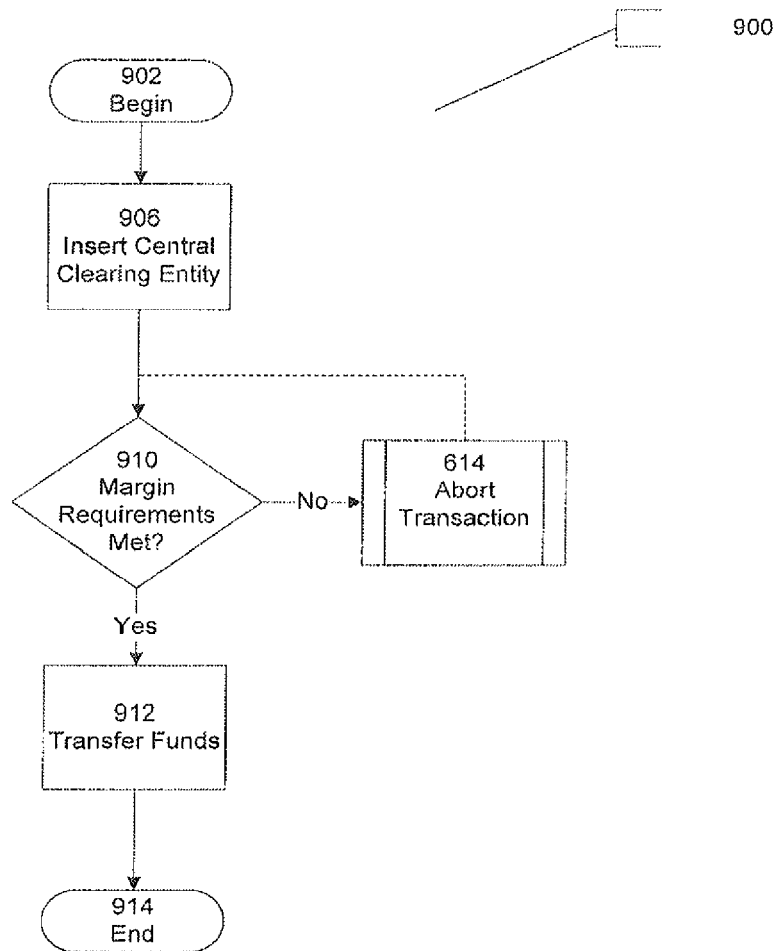 900
902
Begin
906
Insert Central
Clearing Entity
910
Margin
Requirements
Met?
No
614
Abort
Transaction
Yes
912
Transfer Funds
914
End